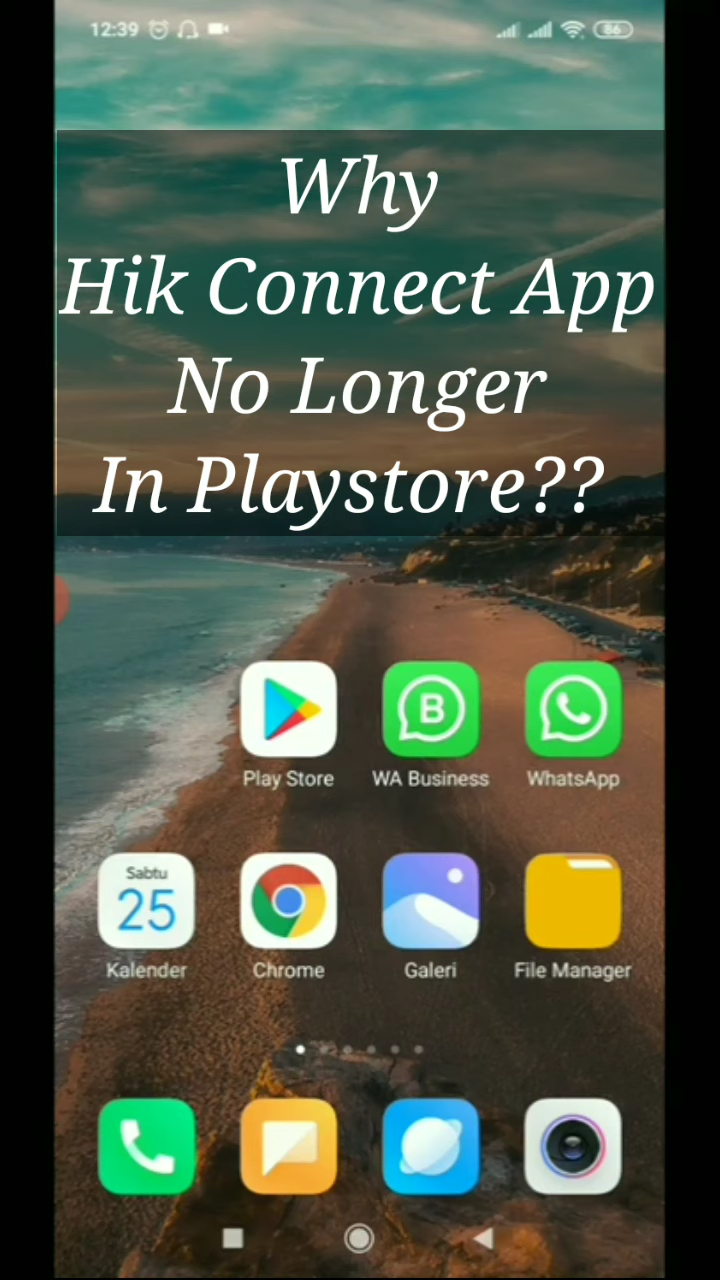 12:39
86
Why
Hik Connect App
No Longer
In Playstore??
Play Store
WA Business
WhatsApp
Sabtu
25
Kalender
Chrome
Galeri
File Manager